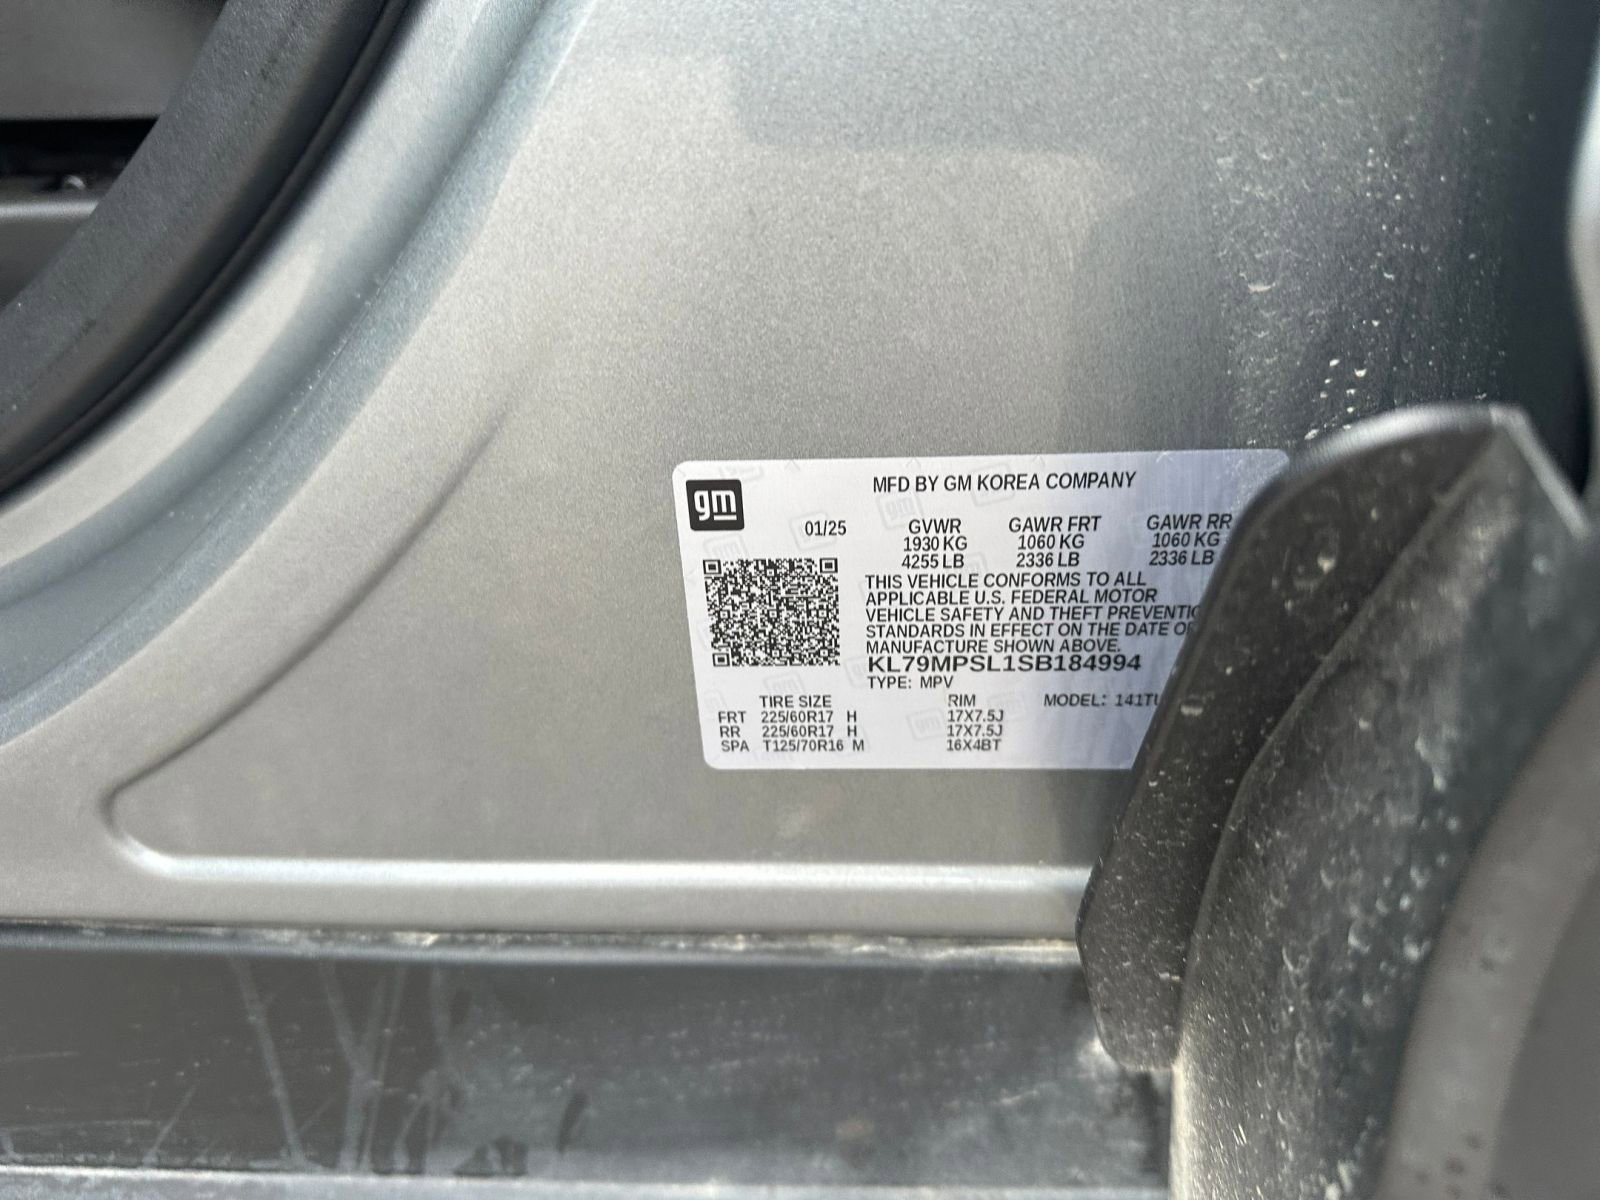 gm
MFD BY GM KOREA COMPANY
01/25 GVWR GAWR FRT GAWR RR
1930 KG 1060 KG 1060 KG
4255 LB 2336 LB 2336 LB
THIS VEHICLE CONFORMS TO ALL
APPLICABLE U.S. FEDERAL MOTOR
VEHICLE SAFETY AND THEFT
STANDARDS IN EFFECT ON THE DATE
MANUFACTURE SHOWN ABOVE.
KL79MPSL1SB184994
TYPE: MPV
TIRE SIZE RIM MODEL:
FRT 225/60R17 H 17X7.5J
RR 225/60R17 H 17X7.5J
SPA T125/70R16 M 16X4BT